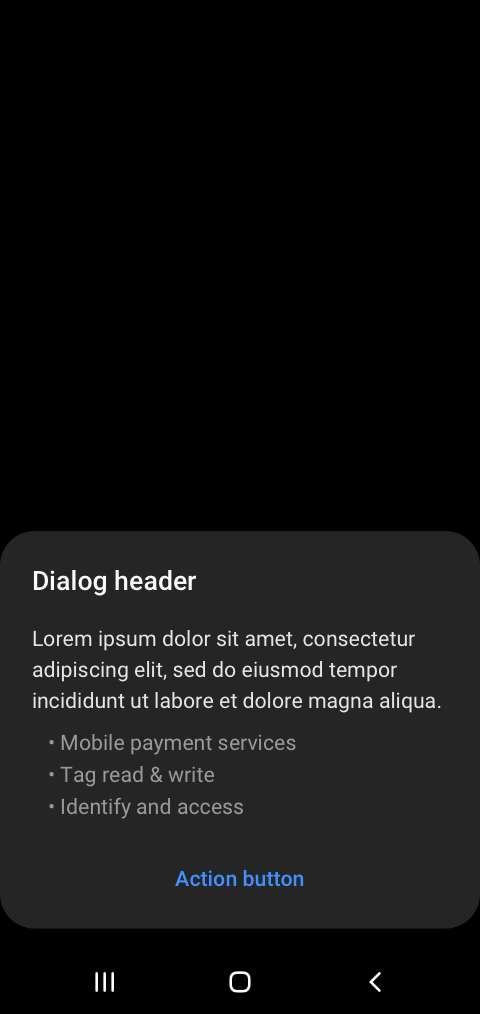 Dialog header
Lorem ipsum dolor sit amet, consectetur
adipiscing elit, sed do eiusmod tempor
incididunt ut labore et dolore magna aliqua.
• Mobile payment services
• Tag read & write
• Identify and access
Action button